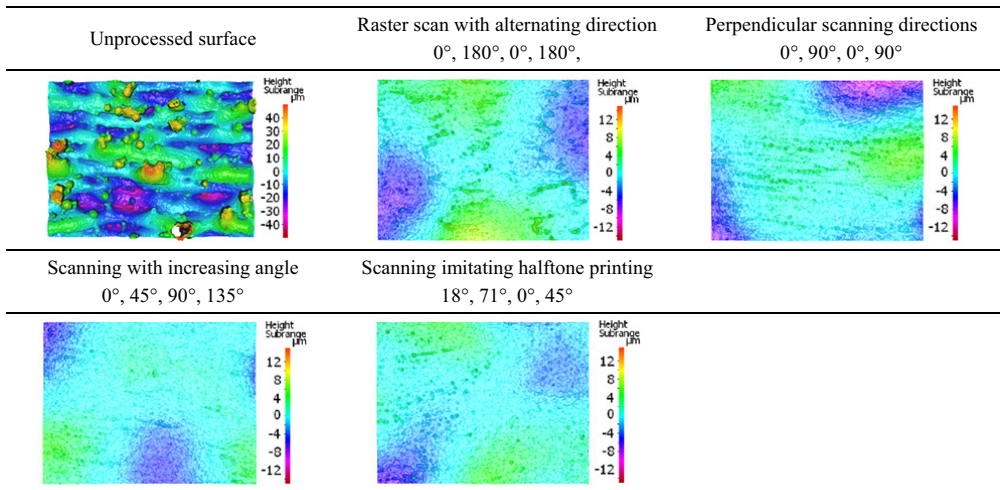 Unprocessed surface
Raster scan with alternating direction
0°, 180°, 0°, 180°,
Perpendicular scanning directions
0°, 90°, 0°, 90°
Height
Subrange
µm
40
30
20
10
0
-10
-20
-30
-40
Height
Subrange
µm
12
8
4
0
-4
-8
-12
Height
Subrange
µm
12
8
4
0
-4
-8
-12
Scanning with increasing angle
0°, 45°, 90°, 135°
Scanning imitating halftone printing
18°, 71°, 0°, 45°
Height
Subrange
µm
12
8
4
0
-4
-8
-12
Height
Subrange
µm
12
8
4
0
-4
-8
-12